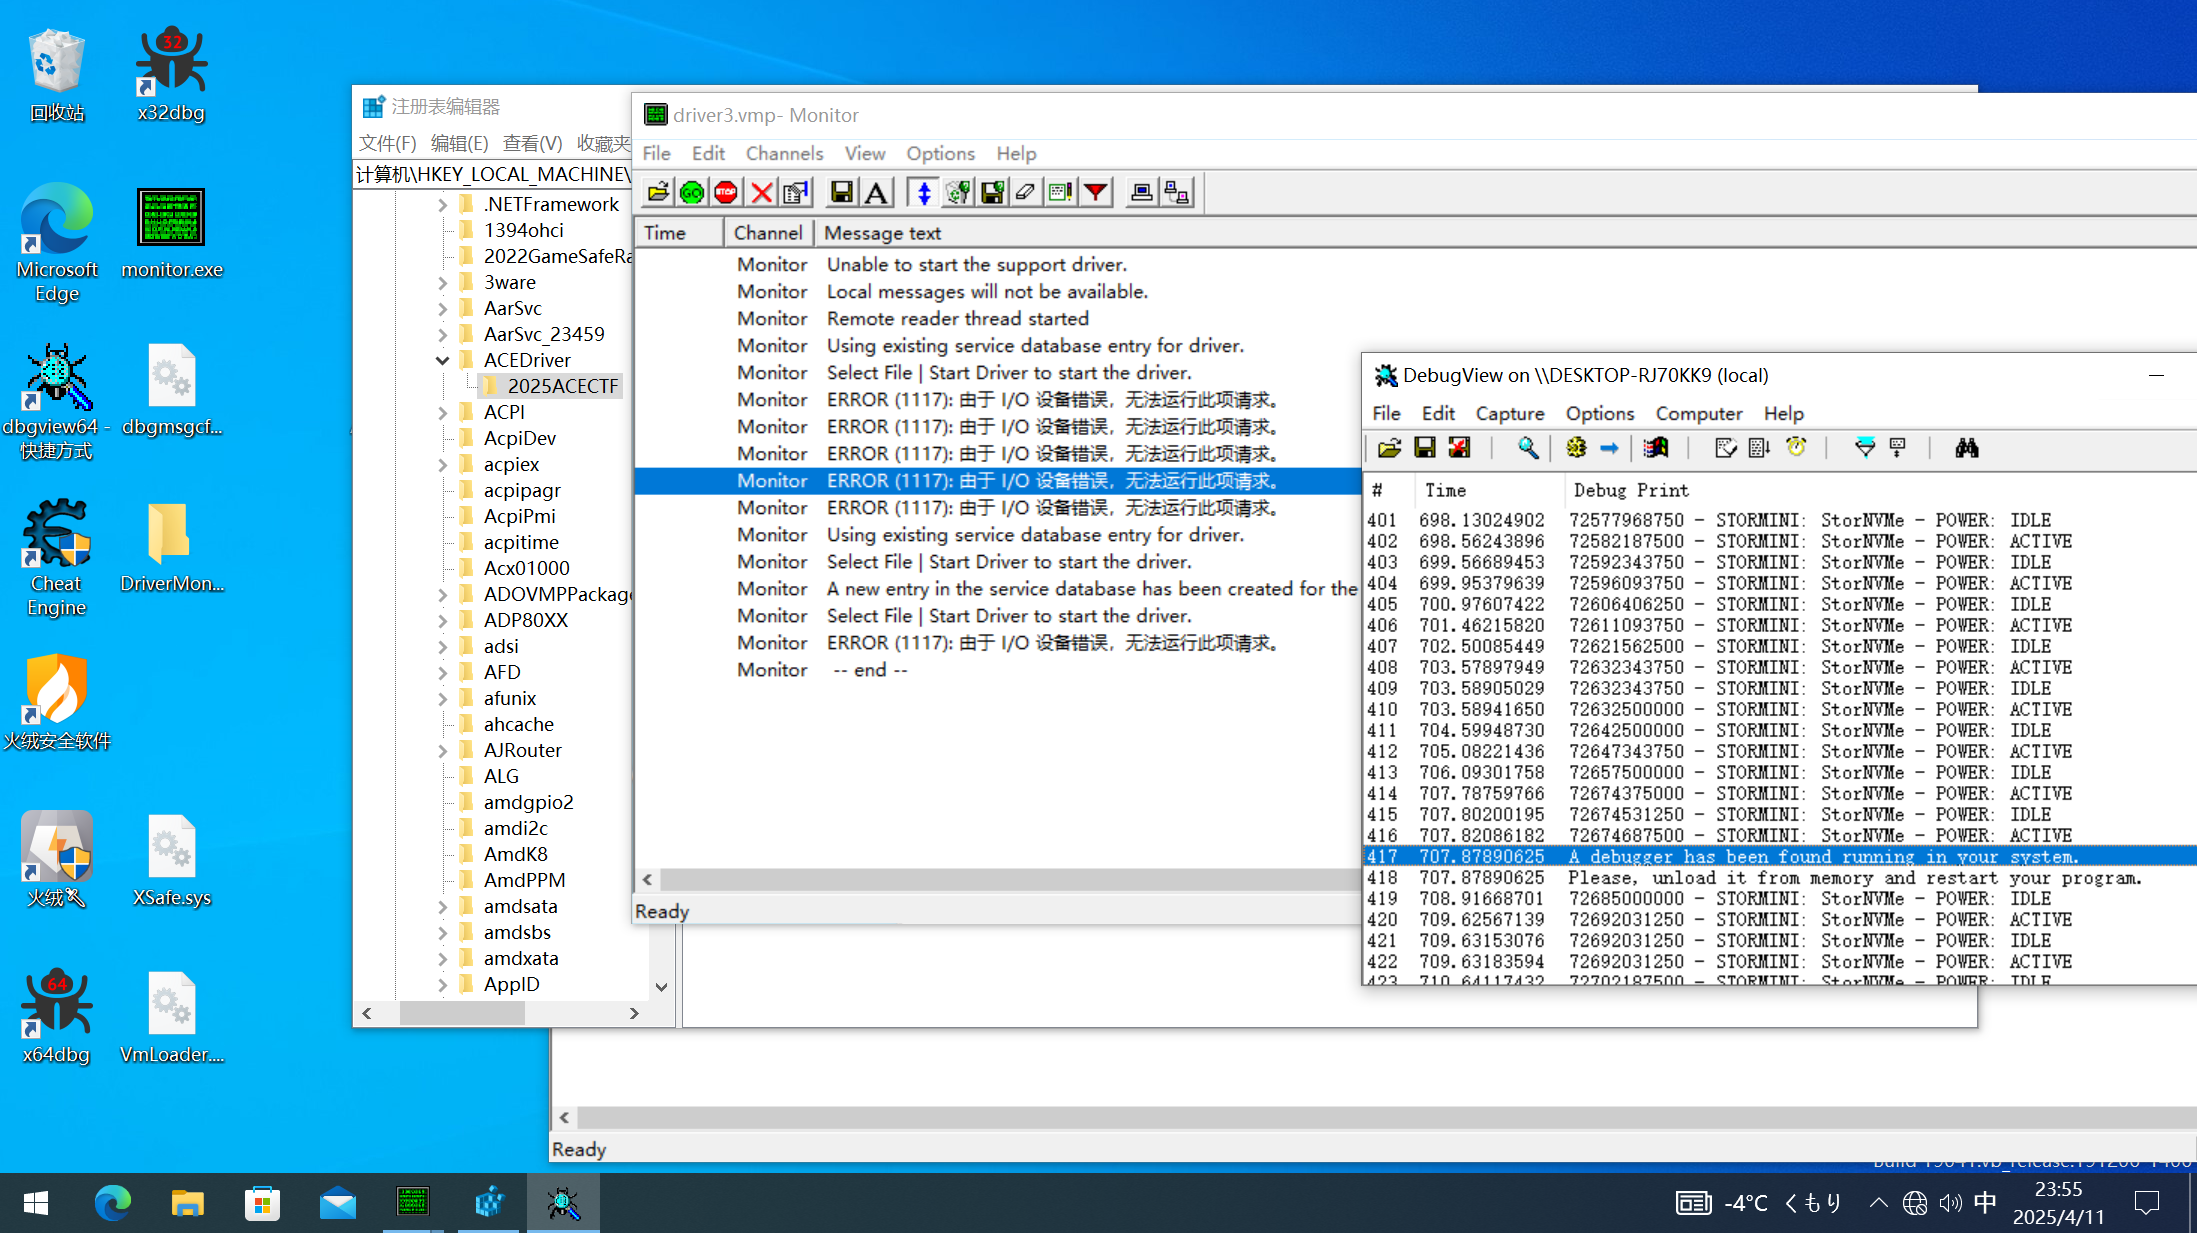 回收站
x32dbg
Microsoft Edge
monitor.exe
dbgview64 - 快捷方式
dbgmsgcf...
Cheat Engine
DriverMon...
火绒安全软件
XSafe.sys
x64dbg
VmLoader....
注册表编辑器
文件(F) 编辑(E) 查看(V) 收藏夹
计算机\HKEY_LOCAL_MACHINE\
.NETFramework
1394ohci
2022GameSafeRa
3ware
AarSvc
AarSvc_23459
ACEDriver
2025ACECTF
ACPI
AcpiDev
acpiex
acpipagr
AcpiPmi
acpitime
Acx01000
ADOVMPPackage
ADP80XX
adsi
AFD
afunix
ahcache
AJRouter
ALG
amdgpio2
amdi2c
AmdK8
AmdPPM
amdsata
amdsbs
amdxata
AppID
driver3.vmp- Monitor
File Edit Channels View Options Help
GO STOP
Time Channel Message text
Monitor Unable to start the support driver.
Monitor Local messages will not be available.
Monitor Remote reader thread started
Monitor Using existing service database entry for driver.
Monitor Select File | Start Driver to start the driver.
Monitor ERROR (1117): 由于 I/O 设备错误，无法运行此项请求。
Monitor ERROR (1117): 由于 I/O 设备错误，无法运行此项请求。
Monitor ERROR (1117): 由于 I/O 设备错误，无法运行此项请求。
Monitor ERROR (1117): 由于 I/O 设备错误，无法运行此项请求。
Monitor ERROR (1117): 由于 I/O 设备错误，无法运行此项请求。
Monitor Using existing service database entry for driver.
Monitor Select File | Start Driver to start the driver.
Monitor A new entry in the service database has been created for the
Monitor Select File | Start Driver to start the driver.
Monitor ERROR (1117): 由于 I/O 设备错误，无法运行此项请求。
Monitor -- end --
Ready
DebugView on \\DESKTOP-RJ70KK9 (local)
File Edit Capture Options Computer Help
# Time Debug Print
401 698.13024902 72577968750 - STORMINI: StorNVMe - POWER: IDLE
402 698.56243896 72582187500 - STORMINI: StorNVMe - POWER: ACTIVE
403 699.56689453 72592343750 - STORMINI: StorNVMe - POWER: IDLE
404 699.95379639 72596093750 - STORMINI: StorNVMe - POWER: ACTIVE
405 700.97607422 72606406250 - STORMINI: StorNVMe - POWER: IDLE
406 701.46215820 72611093750 - STORMINI: StorNVMe - POWER: ACTIVE
407 702.50085449 72621562500 - STORMINI: StorNVMe - POWER: IDLE
408 703.57897949 72632343750 - STORMINI: StorNVMe - POWER: ACTIVE
409 703.58905029 72632343750 - STORMINI: StorNVMe - POWER: IDLE
410 703.58941650 72632500000 - STORMINI: StorNVMe - POWER: ACTIVE
411 704.59948730 72642500000 - STORMINI: StorNVMe - POWER: IDLE
412 705.08221436 72647343750 - STORMINI: StorNVMe - POWER: ACTIVE
413 706.09301758 72657500000 - STORMINI: StorNVMe - POWER: IDLE
414 707.78759766 72674375000 - STORMINI: StorNVMe - POWER: ACTIVE
415 707.80200195 72674531250 - STORMINI: StorNVMe - POWER: IDLE
416 707.82086182 72674687500 - STORMINI: StorNVMe - POWER: ACTIVE
417 707.87890625 A debugger has been found running in your system.
418 707.87890625 Please, unload it from memory and restart your program.
419 708.91668701 72685000000 - STORMINI: StorNVMe - POWER: IDLE
420 709.62567139 72692031250 - STORMINI: StorNVMe - POWER: ACTIVE
421 709.63153076 72692031250 - STORMINI: StorNVMe - POWER: IDLE
422 709.63183594 72692031250 - STORMINI: StorNVMe - POWER: ACTIVE
423 710.64117432 72702187500 - STORMINI: StorNVMe - POWER: IDLE
Ready
-4°C くもり
中
23:55
2025/4/11